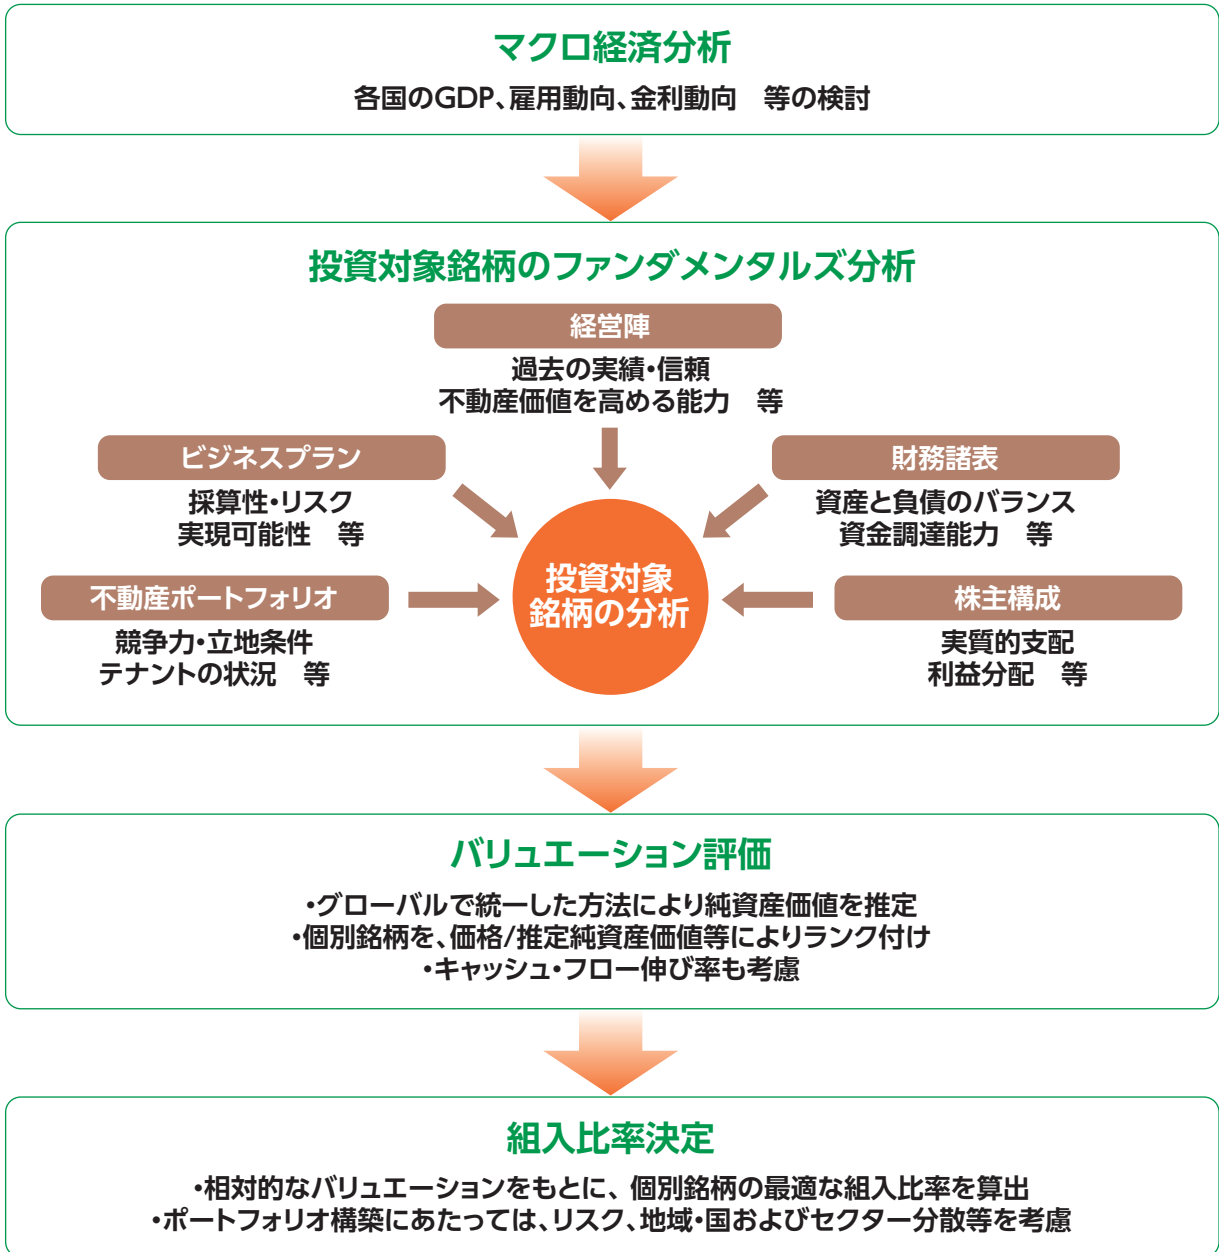 マクロ経済分析
各国のGDP、雇用動向、金利動向　等の検討
投資対象銘柄のファンダメンタルズ分析
経営陣
過去の実績・信頼
不動産価値を高める能力　等
ビジネスプラン
採算性・リスク
実現可能性　等
財務諸表
資産と負債のバランス
資金調達能力　等
不動産ポートフォリオ
競争力・立地条件
テナントの状況　等
投資対象
銘柄の分析
株主構成
実質的支配
利益分配　等
バリュエーション評価
・グローバルで統一した方法により純資産価値を推定
・個別銘柄を、価格/推定純資産価値等によりランク付け
・キャッシュ・フロー伸び率も考慮
組入比率決定
・相対的なバリュエーションをもとに、個別銘柄の最適な組入比率を算出
・ポートフォリオ構築にあたっては、リスク、地域・国およびセクター分散等を考慮